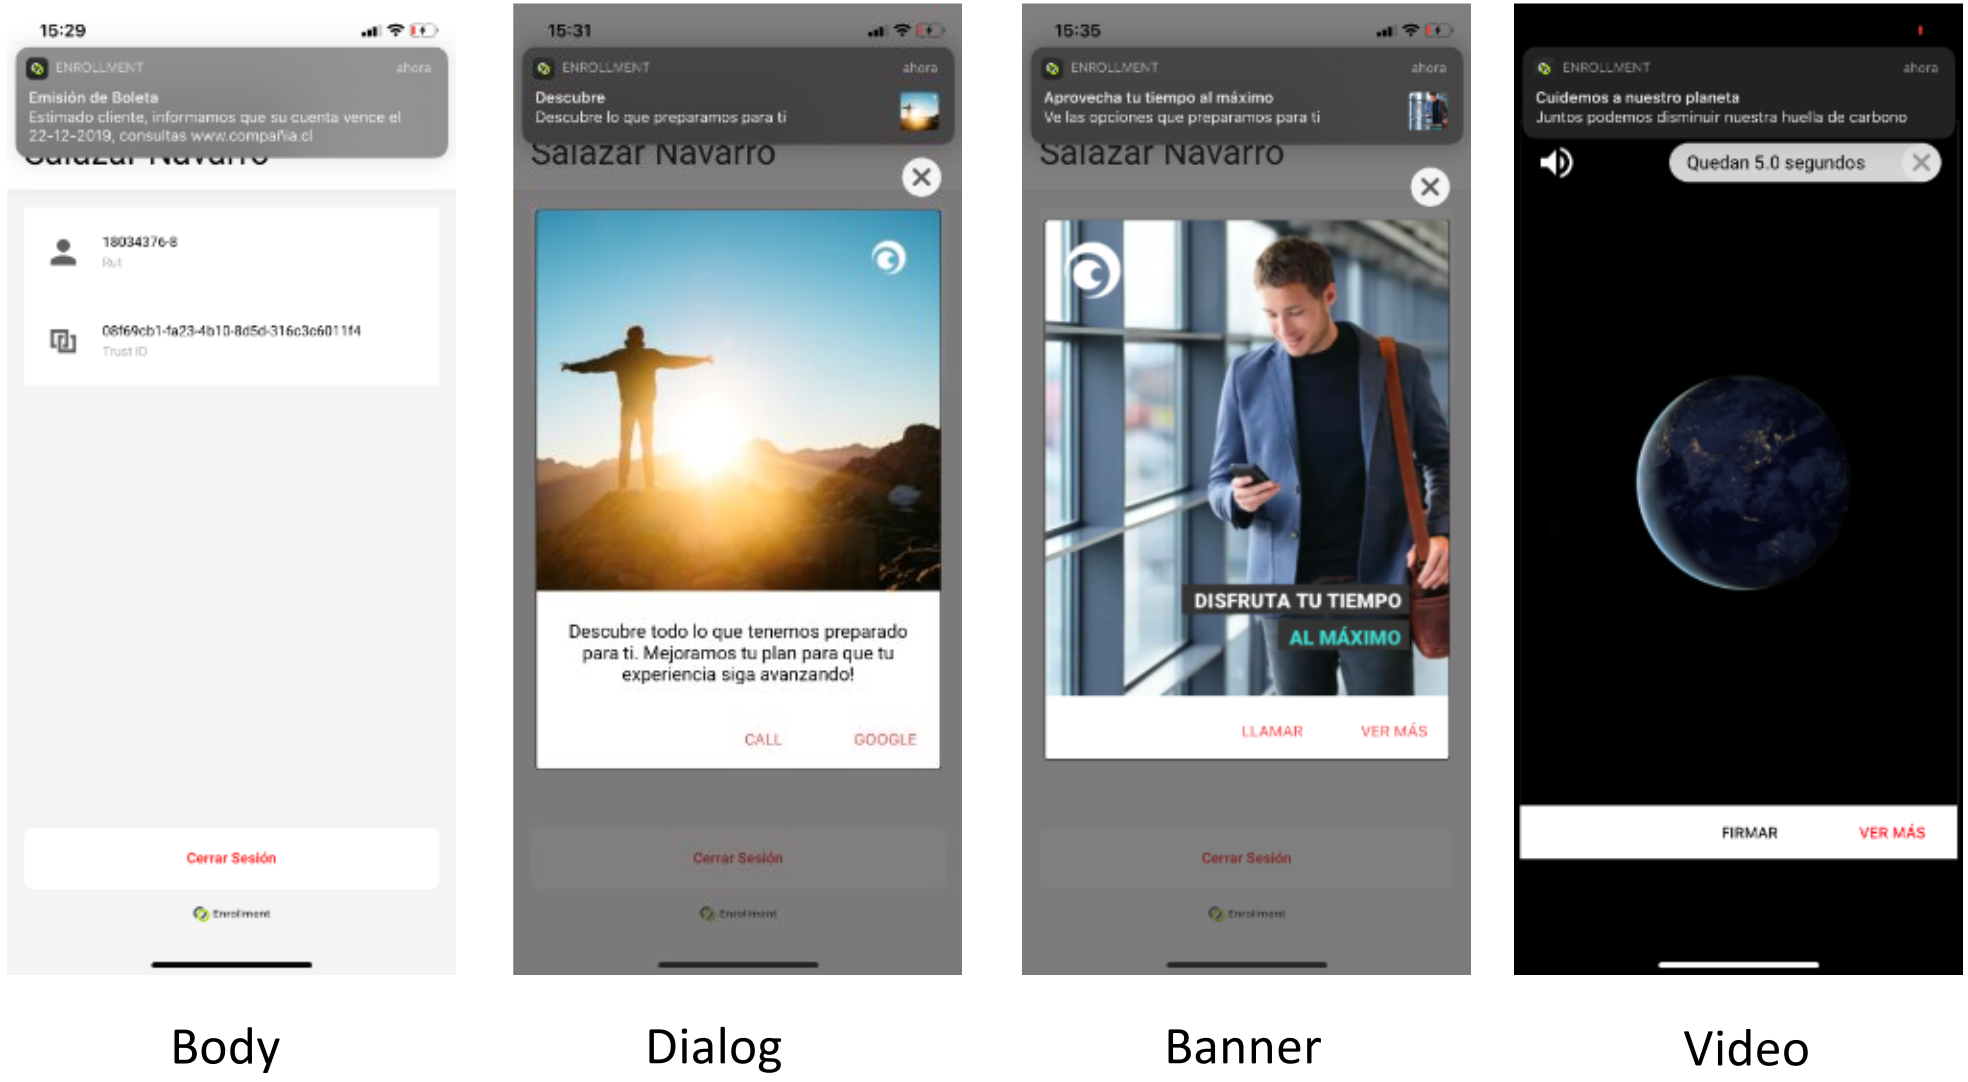 15:29
ENROLLMENT
ahora
Emisión de Boleta
Estimado cliente, informamos que su cuenta vence el
22-12-2019, consultas www.compañia.cl
Salazar Navarro
18034376-8
Rut
08f69cb1-fa23-4b10-8d5d-316c3c6011f4
Trust ID
Cerrar Sesión
Enrollment
Body
15:31
ENROLLMENT
ahora
Descubre
Descubre lo que preparamos para ti
Salazar Navarro
Descubre todo lo que tenemos preparado
para ti. Mejoramos tu plan para que tu
experiencia siga avanzando!
CALL
GOOGLE
Cerrar Sesión
Enrollment
Dialog
15:35
ENROLLMENT
ahora
Aprovecha tu tiempo al máximo
Ve las opciones que preparamos para ti
Salazar Navarro
DISFRUTA TU TIEMPO
AL MÁXIMO
LLAMAR
VER MÁS
Cerrar Sesión
Enrollment
Banner
ENROLLMENT
ahora
Cuidemos a nuestro planeta
Juntos podemos disminuir nuestra huella de carbono
Quedan 5.0 segundos
FIRMAR
VER MÁS
Video